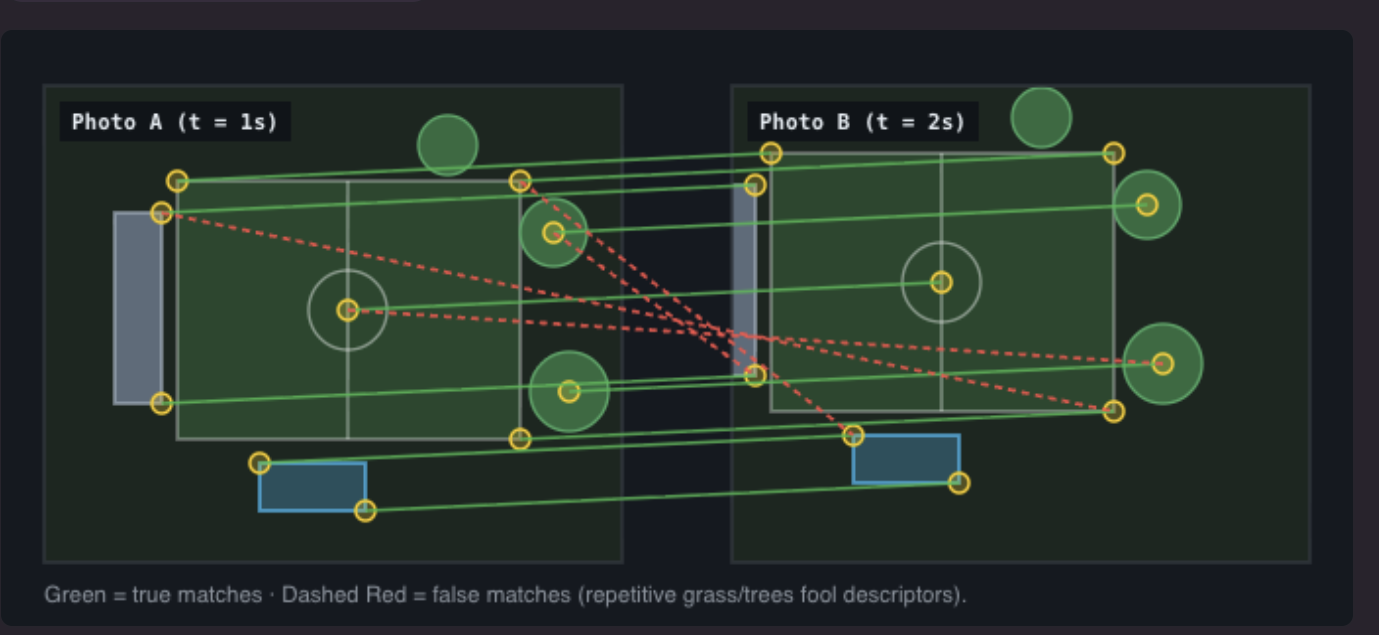 Photo A (t = 1s)
Photo B (t = 2s)
Green = true matches · Dashed Red = false matches (repetitive grass/trees fool descriptors).